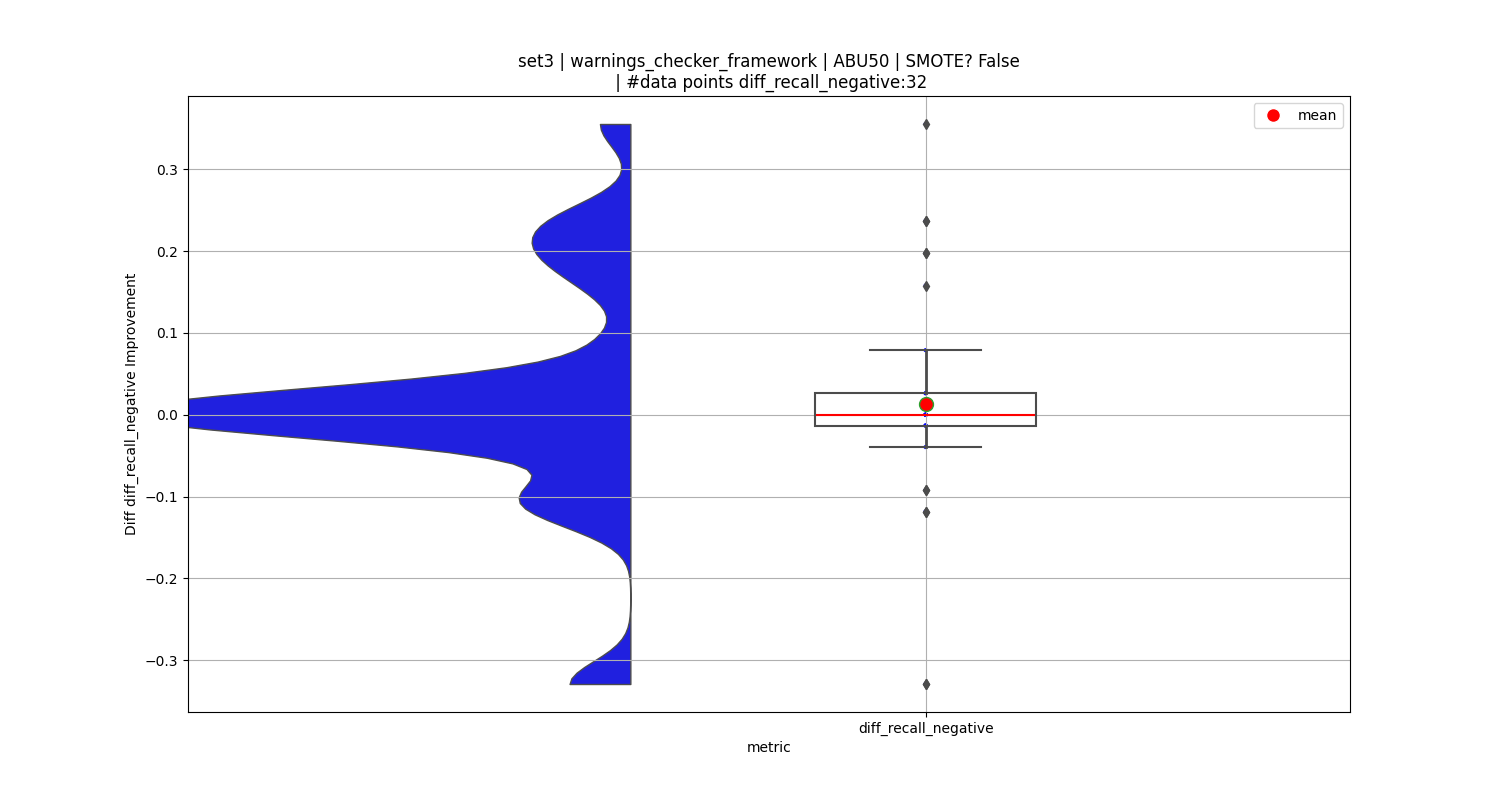 set3 | warnings_checker_framework | ABU50 | SMOTE? False
| #data points diff_recall_negative:32
mean
0.3
0.2
0.1
0.0
−0.1
−0.2
−0.3
Diff diff_recall_negative Improvement
diff_recall_negative
metric